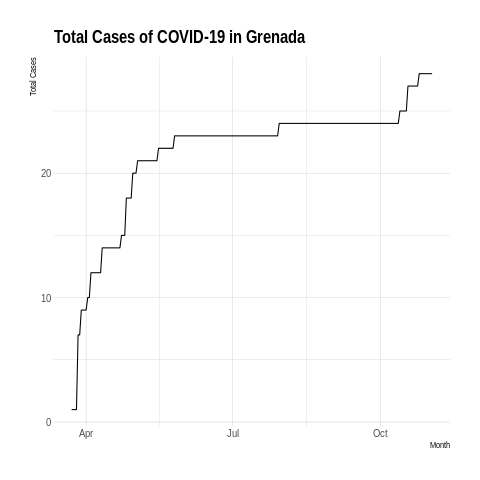 Total Cases of COVID-19 in Grenada
Total Cases
20
10
0
Apr Jul Oct
Month